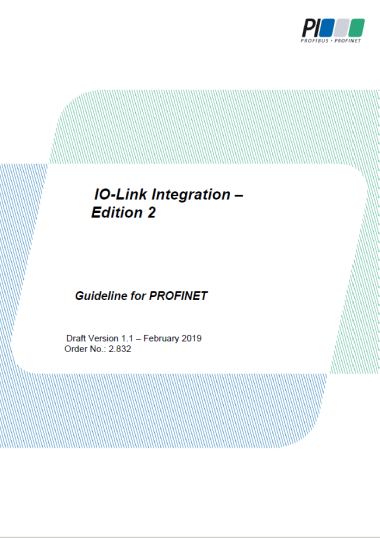 PI
PROFIBUS • PROFINET
IO-Link Integration –
Edition 2
Guideline for PROFINET
Draft Version 1.1 – February 2019
Order No.: 2.832